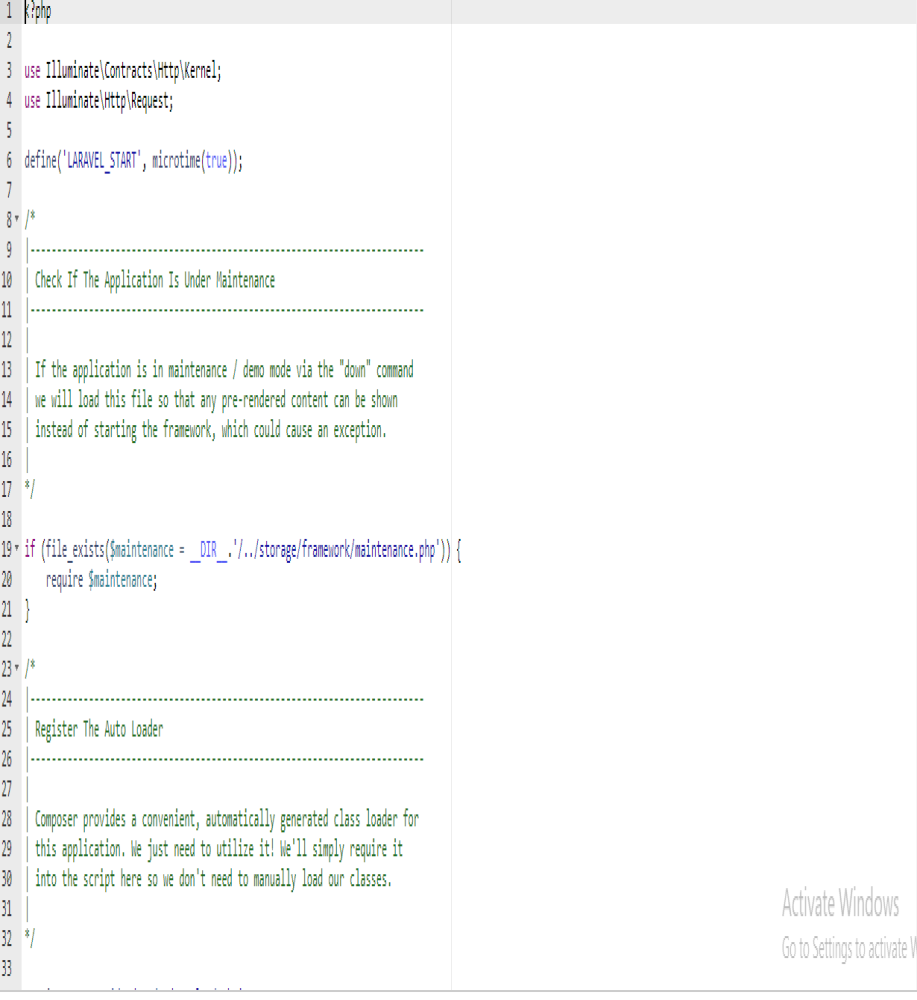 1 <?php
2
3 use Illuminate\Contracts\Http\Kernel;
4 use Illuminate\Http\Request;
5
6 define('LARAVEL_START', microtime(true));
7
8 /*
9 |--------------------------------------------------------------------------
10 | Check If The Application Is Under Maintenance
11 |--------------------------------------------------------------------------
12 |
13 | If the application is in maintenance / demo mode via the "down" command
14 | we will load this file so that any pre-rendered content can be shown
15 | instead of starting the framework, which could cause an exception.
16 |
17 */
18
19 if (file_exists($maintenance = __DIR__.'/../storage/framework/maintenance.php')) {
20     require $maintenance;
21 }
22
23 /*
24 |--------------------------------------------------------------------------
25 | Register The Auto Loader
26 |--------------------------------------------------------------------------
27 |
28 | Composer provides a convenient, automatically generated class loader for
29 | this application. We just need to utilize it! We'll simply require it
30 | into the script here so we don't need to manually load our classes.
31 |
32 */
33
Activate Windows
Go to Settings to activate W